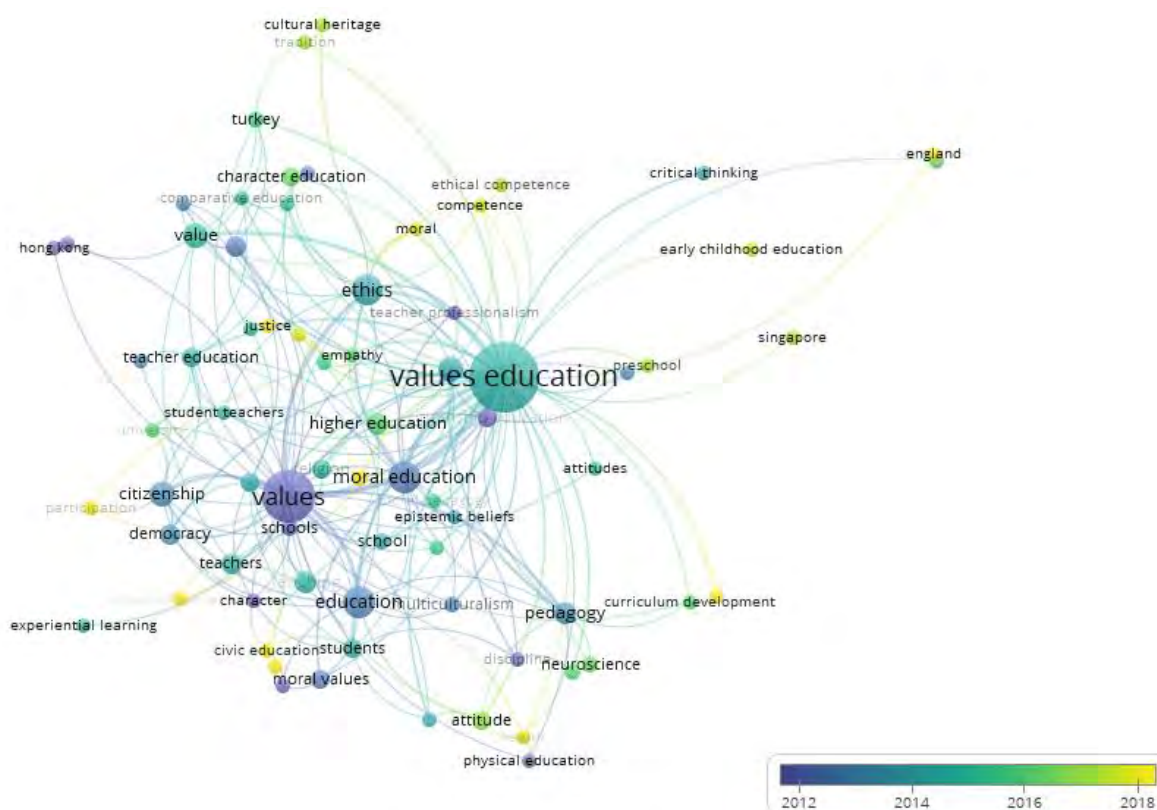 cultural heritage
tradition
turkey
england
critical thinking
character education
ethical competence
comparative education
competence
moral
value
hong kong
early childhood education
ethics
teacher professionalism
justice
singapore
teacher education
empathy
preschool
values education
student teachers
higher education
university
religion
moral education
attitudes
citizenship
values
participation
epistemic beliefs
schools
democracy
school
teachers
character
education
multiculturalism
pedagogy
curriculum development
experiential learning
civic education
students
discipline
neuroscience
moral values
attitude
physical education
2012
2014
2016
2018